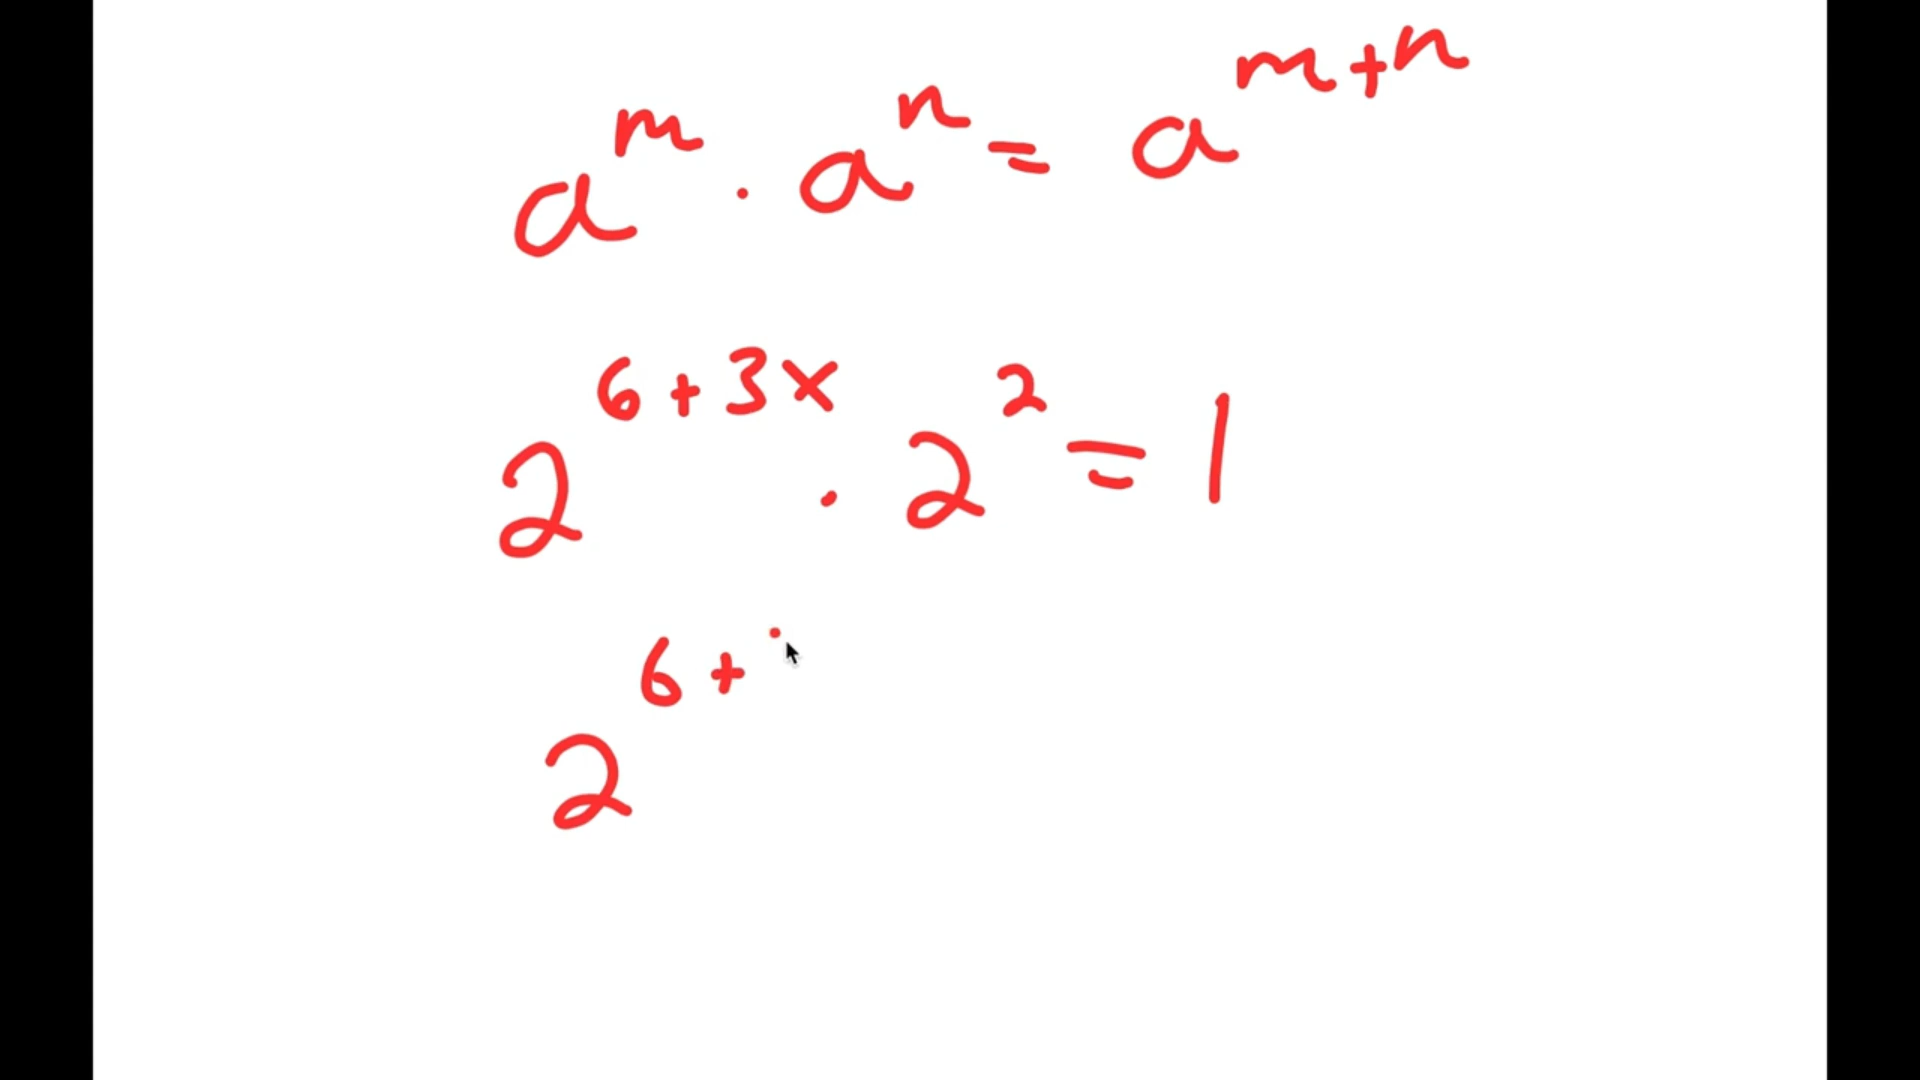 a^m · a^n = a^{m+n}
2^{6+3x} · 2^2 = 1
2^{6+}